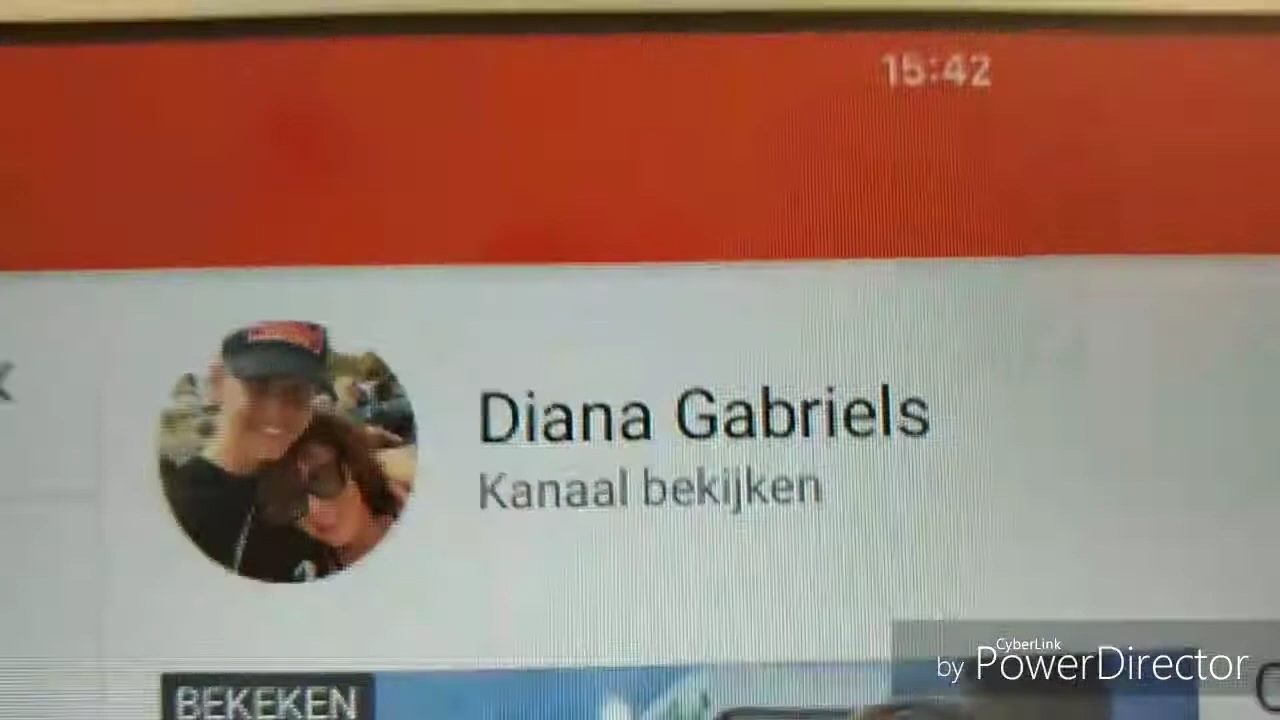 15:42
Diana Gabriels
Kanaal bekijken
CyberLink
by PowerDirector
BEKEKEN